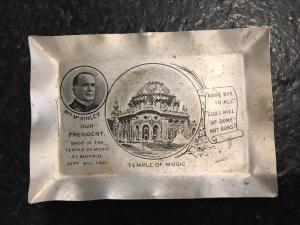 Wm McKINLEY
OUR
PRESIDENT.
SHOT IN THE
TEMPLE OF MUSIC
AT BUFFALO,
SEPT. 6th, 1901
TEMPLE OF MUSIC
"GOOD BYE
TO ALL"
"GOD'S WILL
BE DONE
NOT OURS."